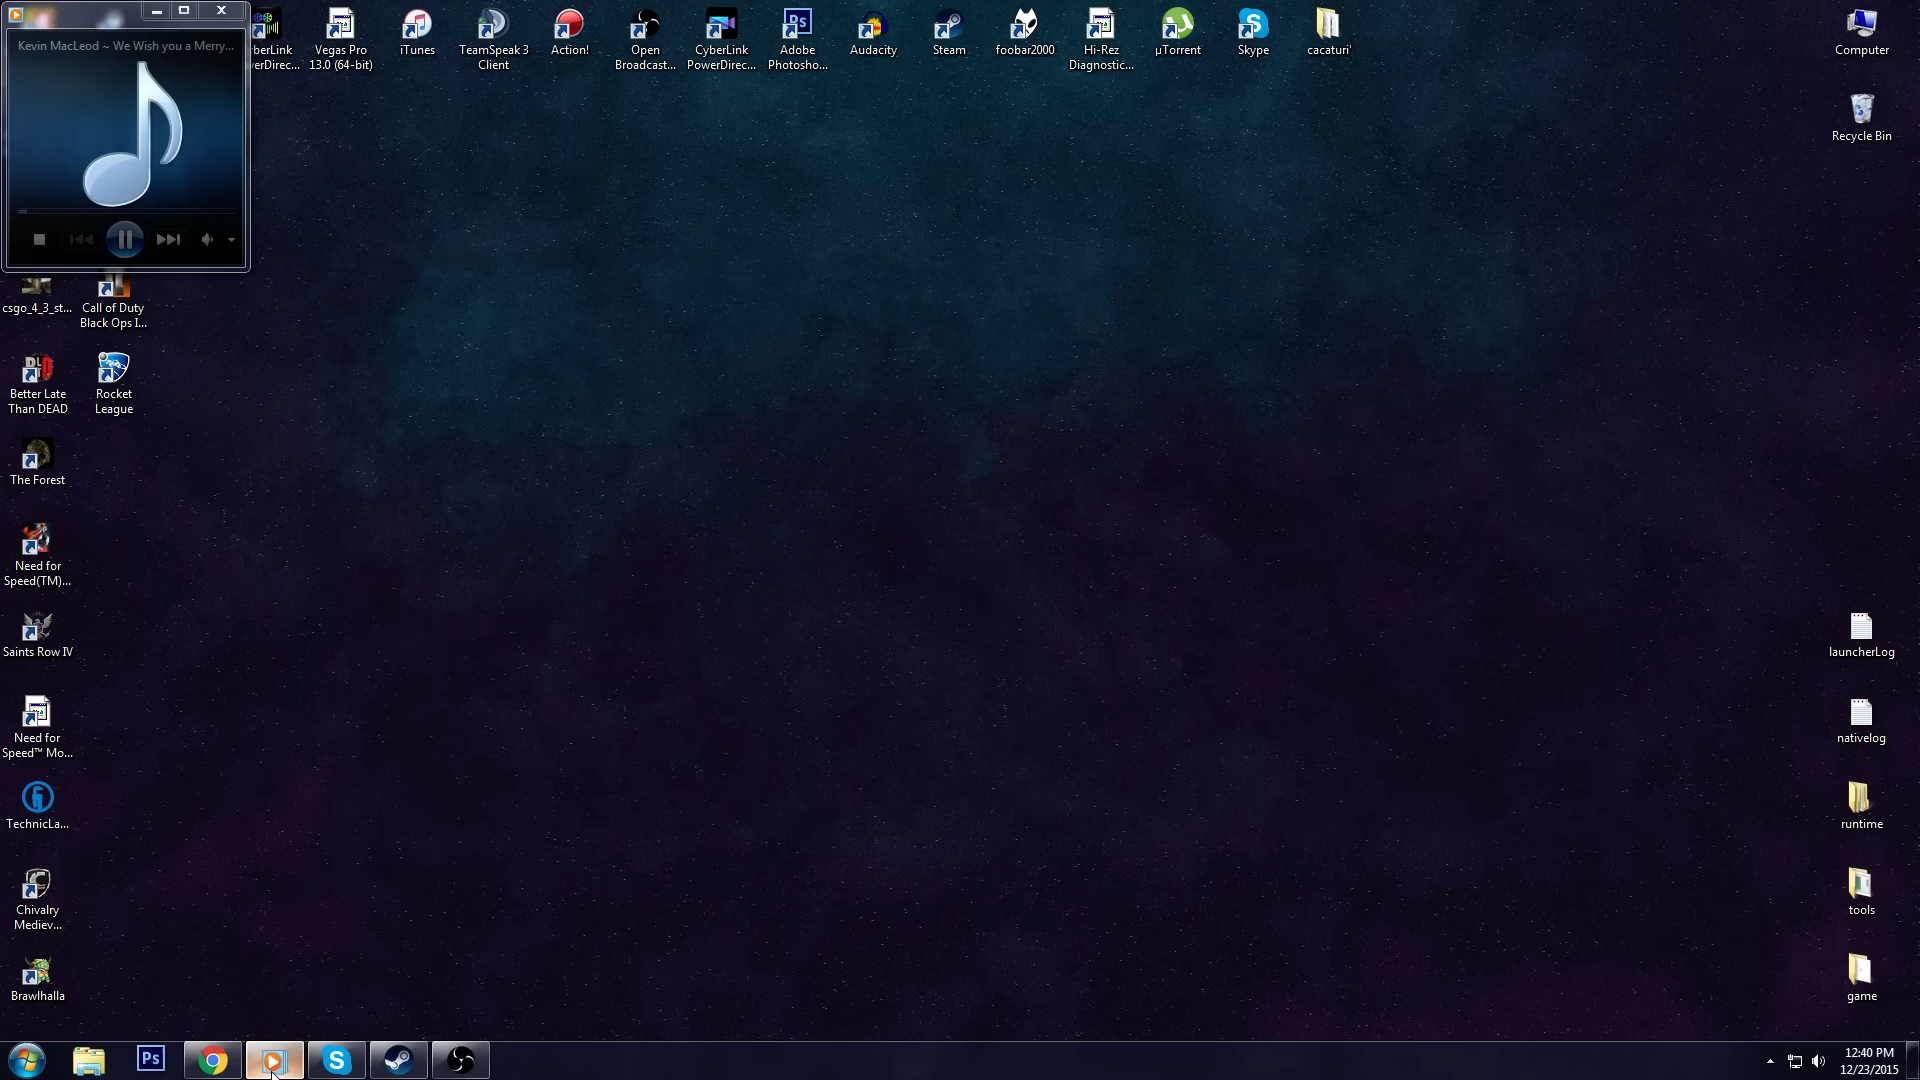 Kevin MacLeod ~ We Wish you a Merry...
berLink
verDirec...
Vegas Pro
13.0 (64-bit)
iTunes
TeamSpeak 3
Client
Action!
Open
Broadcast...
CyberLink
PowerDirec...
Adobe
Photosho...
Audacity
Steam
foobar2000
Hi-Rez
Diagnostic...
µTorrent
Skype
cacaturi'
Computer
Recycle Bin
csgo_4_3_st...
Call of Duty
Black Ops I...
Better Late
Than DEAD
Rocket
League
The Forest
Need for
Speed(TM)...
Saints Row IV
Need for
Speed™ Mo...
TechnicLa...
Chivalry
Mediev...
Brawlhalla
launcherLog
nativelog
runtime
tools
game
Ps
12:40 PM
12/23/2015